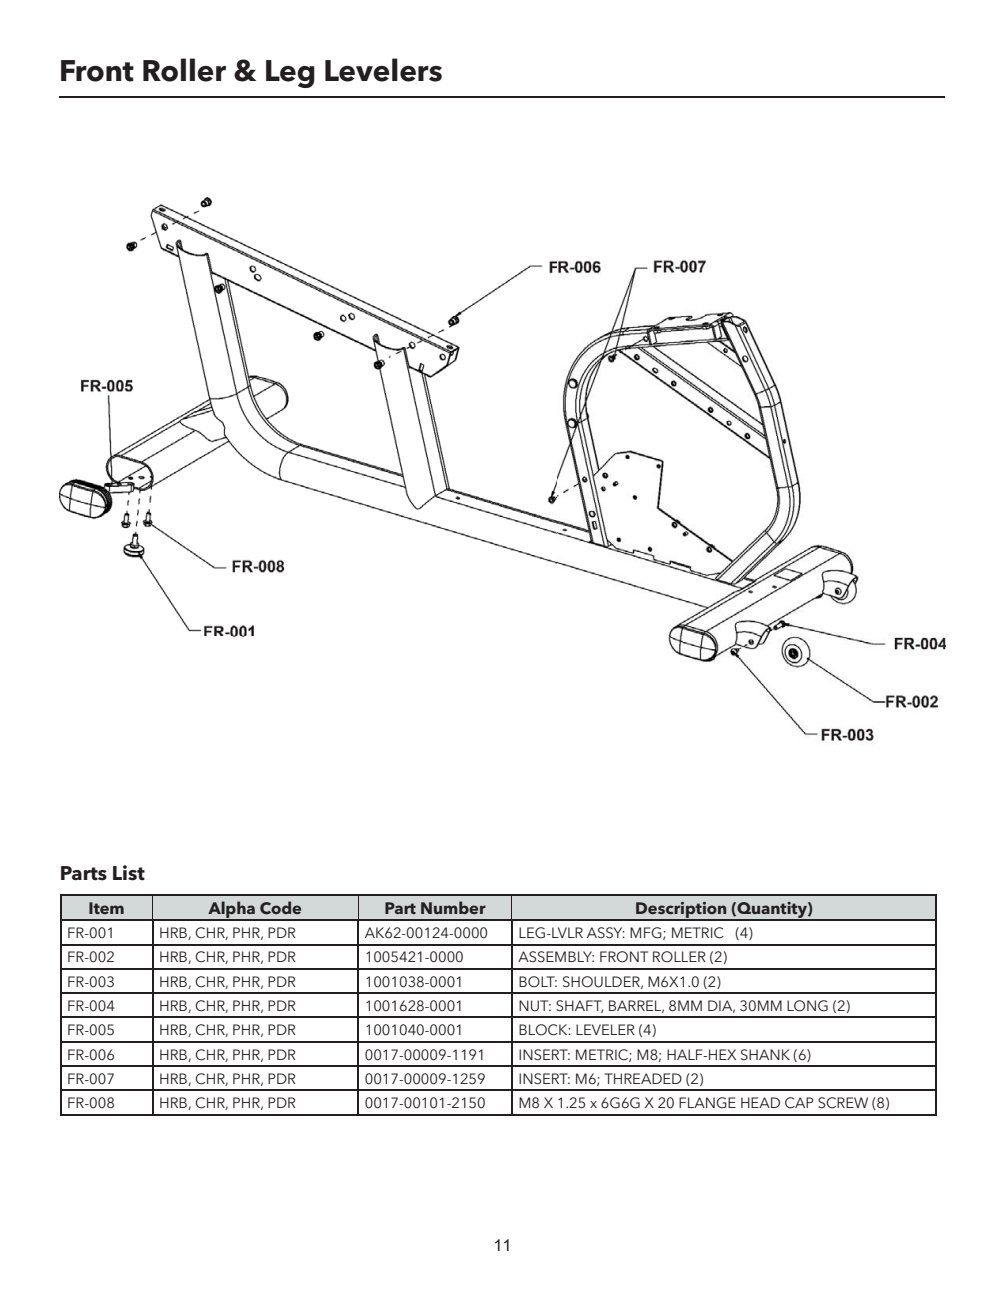 Front Roller & Leg Levelers
FR-006
FR-007
FR-005
FR-008
FR-001
FR-004
FR-002
FR-003
Parts List
Item Alpha Code Part Number Description (Quantity)
FR-001 HRB, CHR, PHR, PDR AK62-00124-0000 LEG-LVLR ASSY: MFG; METRIC (4)
FR-002 HRB, CHR, PHR, PDR 1005421-0000 ASSEMBLY: FRONT ROLLER (2)
FR-003 HRB, CHR, PHR, PDR 1001038-0001 BOLT: SHOULDER, M6X1.0 (2)
FR-004 HRB, CHR, PHR, PDR 1001628-0001 NUT: SHAFT, BARREL, 8MM DIA, 30MM LONG (2)
FR-005 HRB, CHR, PHR, PDR 1001040-0001 BLOCK: LEVELER (4)
FR-006 HRB, CHR, PHR, PDR 0017-00009-1191 INSERT: METRIC; M8; HALF-HEX SHANK (6)
FR-007 HRB, CHR, PHR, PDR 0017-00009-1259 INSERT: M6; THREADED (2)
FR-008 HRB, CHR, PHR, PDR 0017-00101-2150 M8 X 1.25 x 6G6G X 20 FLANGE HEAD CAP SCREW (8)
11